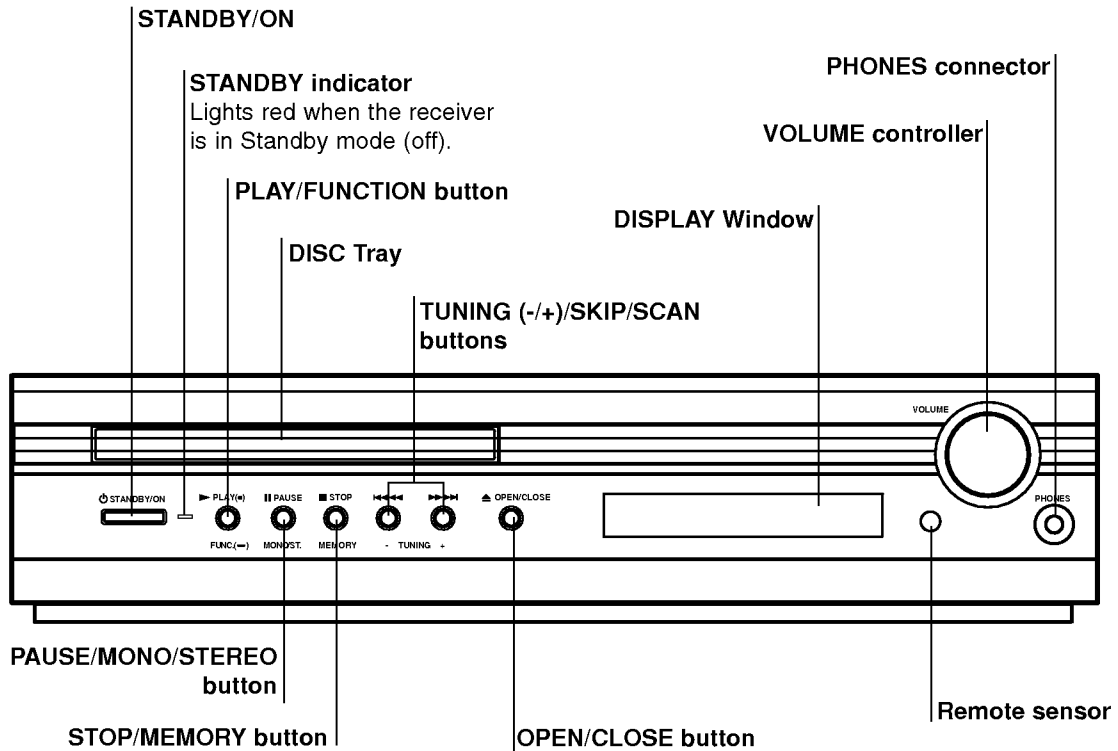 STANDBY/ON
STANDBY indicator
Lights red when the receiver
is in Standby mode (off).
PHONES connector
VOLUME controller
PLAY/FUNCTION button
DISPLAY Window
DISC Tray
TUNING (-/+)/SKIP/SCAN
buttons
VOLUME
STANDBY/ON
PLAY(●)
PAUSE
STOP
OPEN/CLOSE
PHONES
FUNC.(━)
MONO/ST.
MEMORY
- TUNING +
PAUSE/MONO/STEREO
button
STOP/MEMORY button
OPEN/CLOSE button
Remote sensor